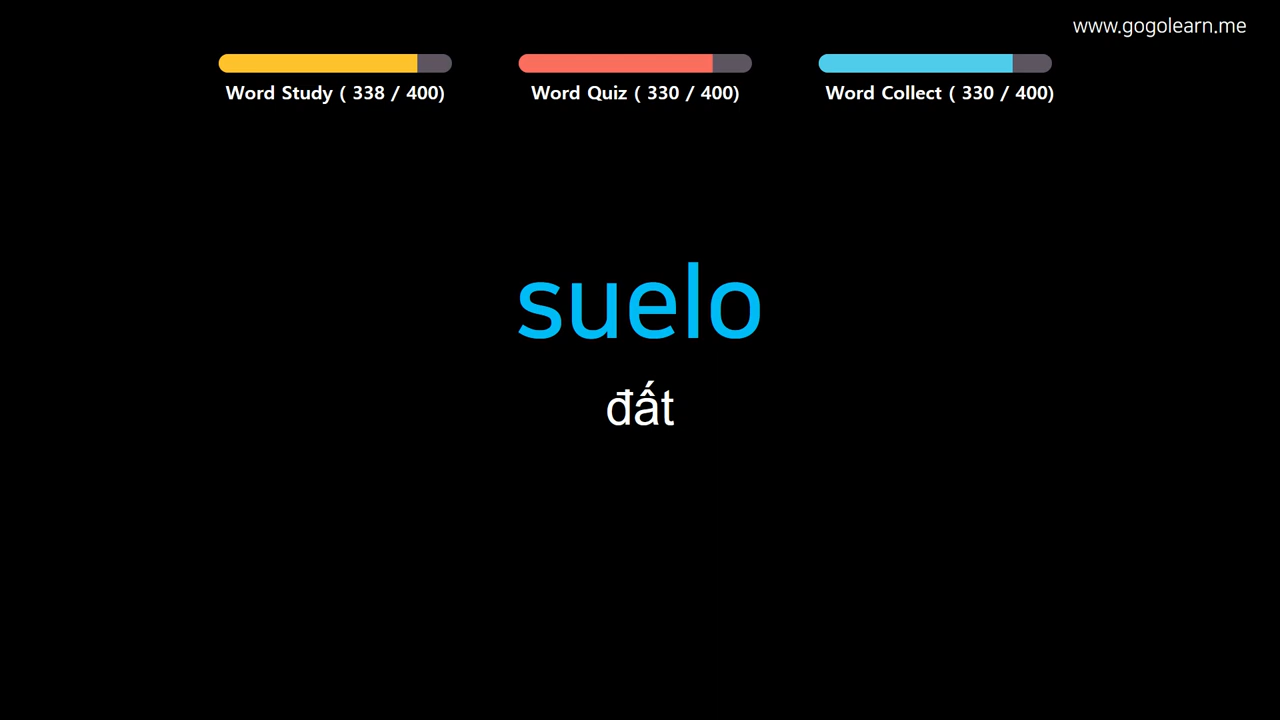 www.gogolearn.me
Word Study ( 338 / 400)
Word Quiz ( 330 / 400)
Word Collect ( 330 / 400)
suelo
đất